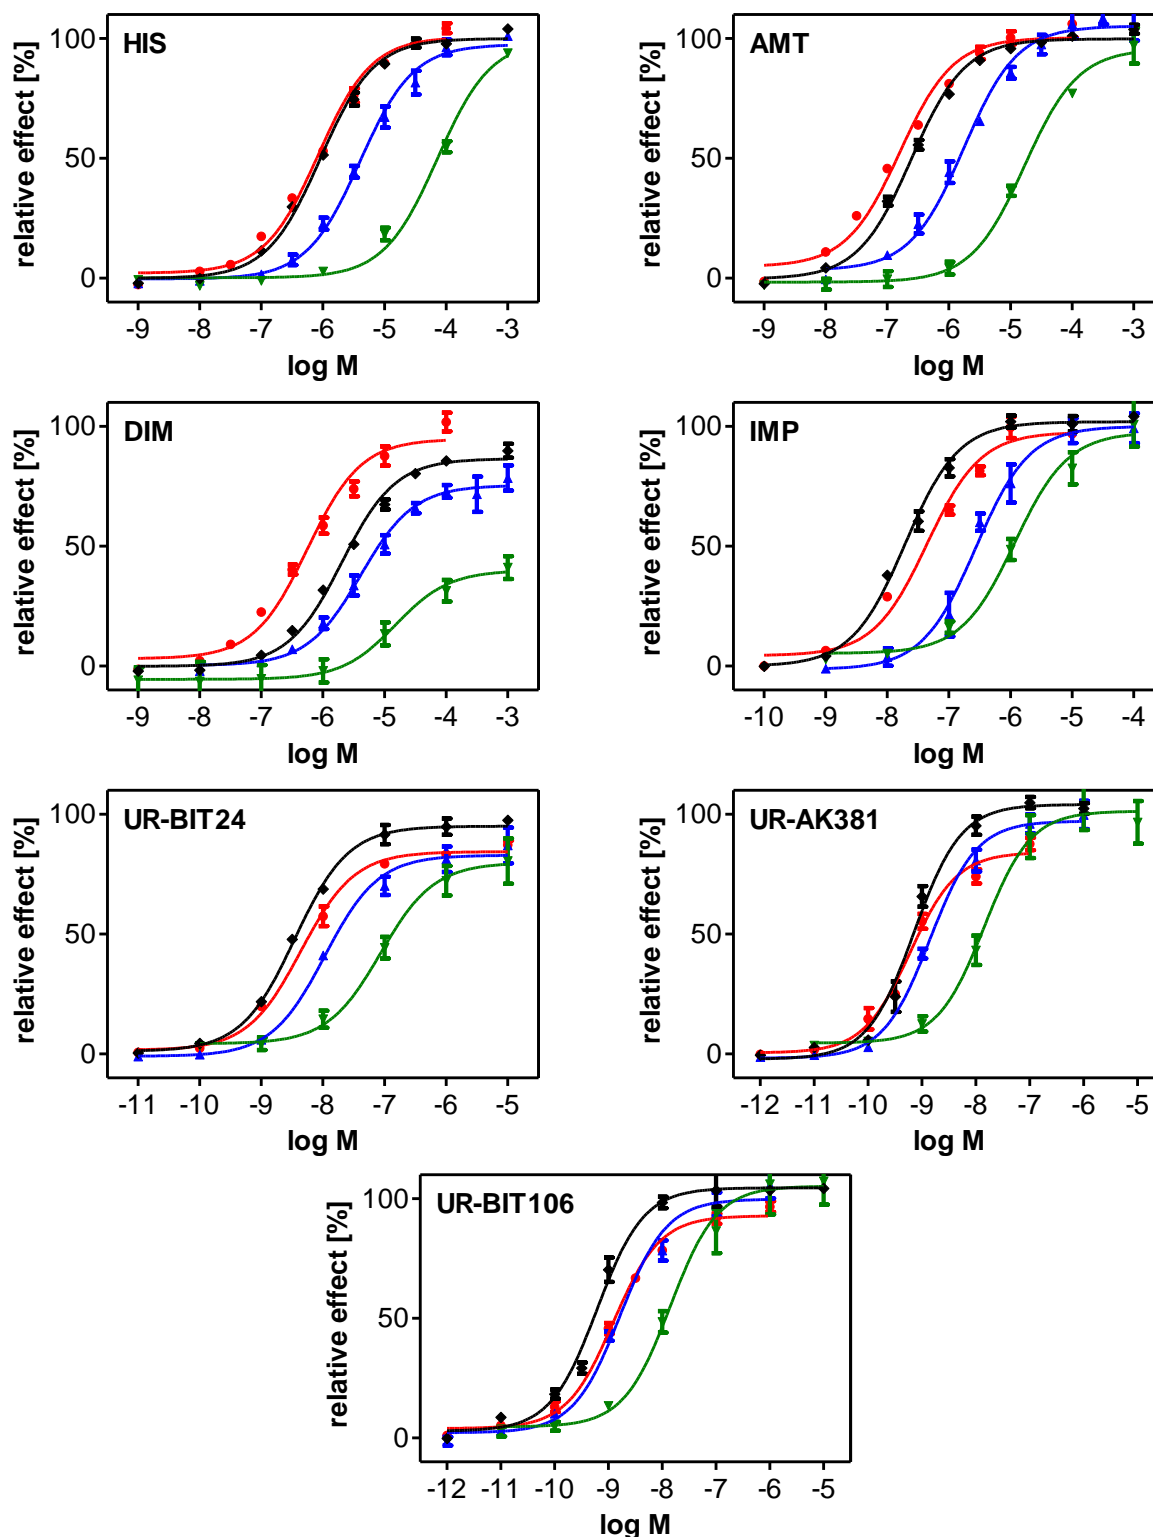 HIS
relative effect [%]
100
50
0
-9 -8 -7 -6 -5 -4 -3
log M
AMT
relative effect [%]
100
50
0
-9 -8 -7 -6 -5 -4 -3
log M
DIM
relative effect [%]
100
50
0
-9 -8 -7 -6 -5 -4 -3
log M
IMP
relative effect [%]
100
50
0
-10 -9 -8 -7 -6 -5 -4
log M
UR-BIT24
relative effect [%]
100
50
0
-11 -10 -9 -8 -7 -6 -5
log M
UR-AK381
relative effect [%]
100
50
0
-12 -11 -10 -9 -8 -7 -6 -5
log M
UR-BIT106
relative effect [%]
100
50
0
-12 -11 -10 -9 -8 -7 -6 -5
log M